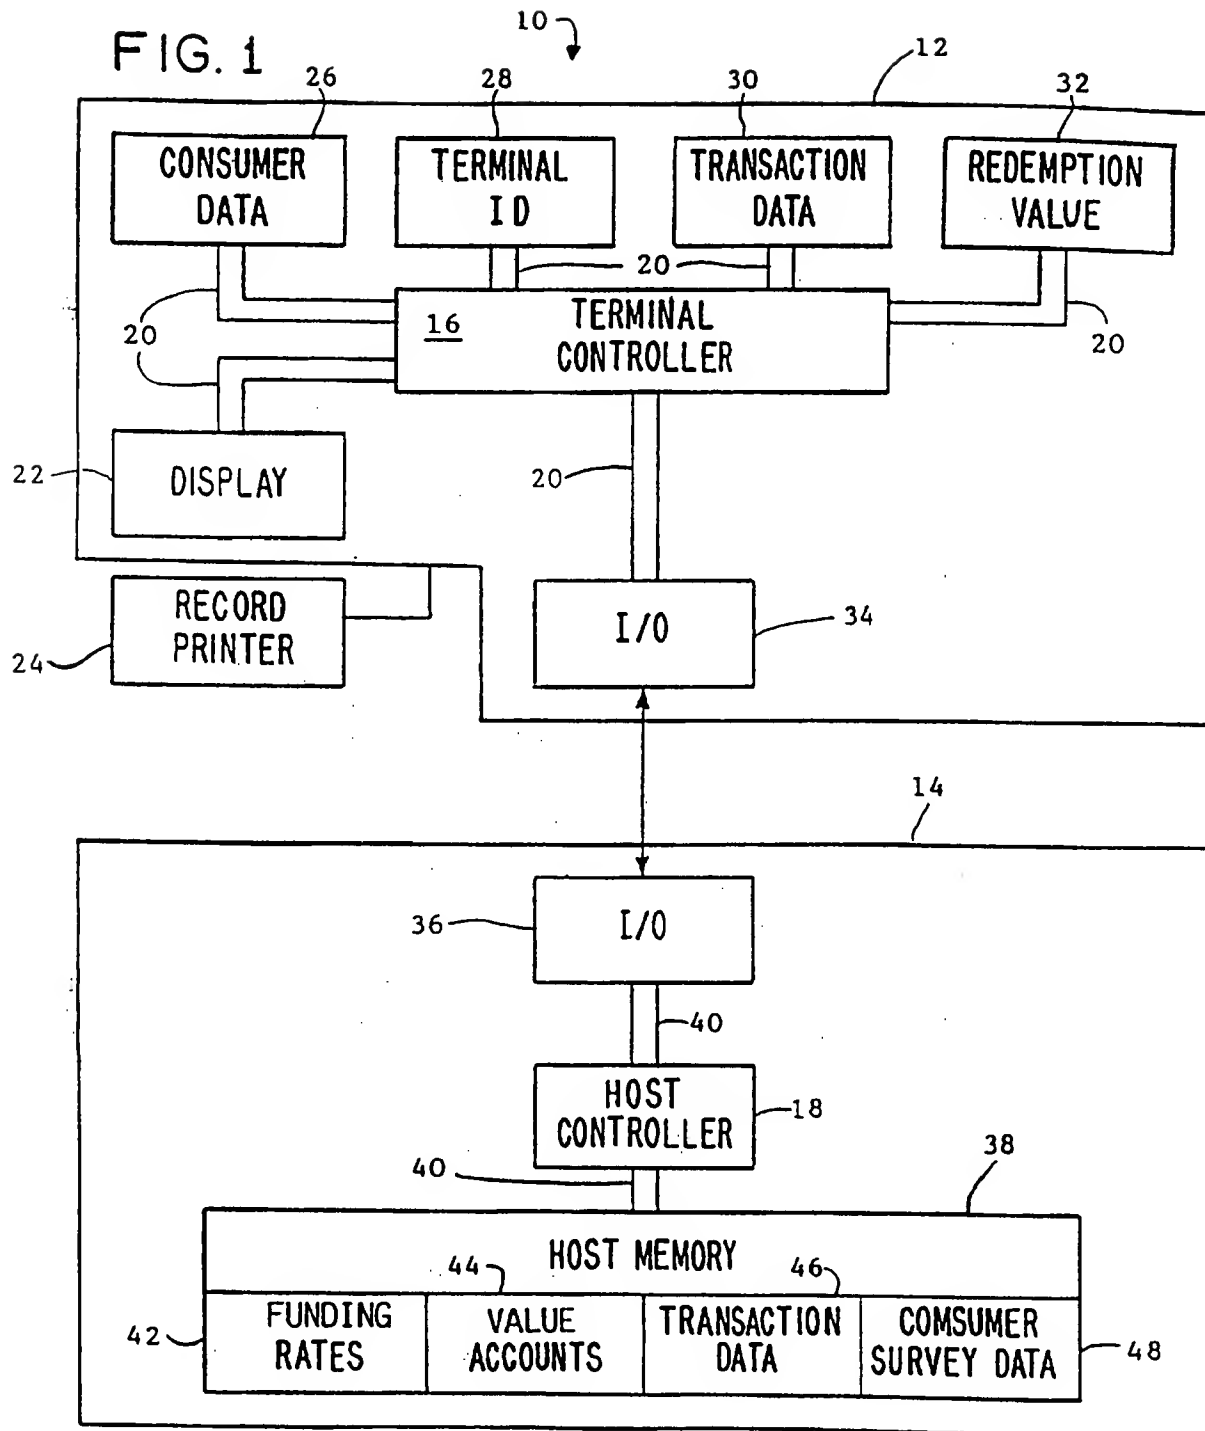 FIG. 1
10
12
26
28
30
32
CONSUMER
DATA
TERMINAL
ID
TRANSACTION
DATA
REDEMPTION
VALUE
20
20
20
16
TERMINAL
CONTROLLER
22
DISPLAY
20
24
RECORD
PRINTER
I/O
34
14
36
I/O
40
HOST
CONTROLLER
18
40
38
HOST MEMORY
44
46
42
FUNDING
RATES
VALUE
ACCOUNTS
TRANSACTION
DATA
COMSUMER
SURVEY DATA
48